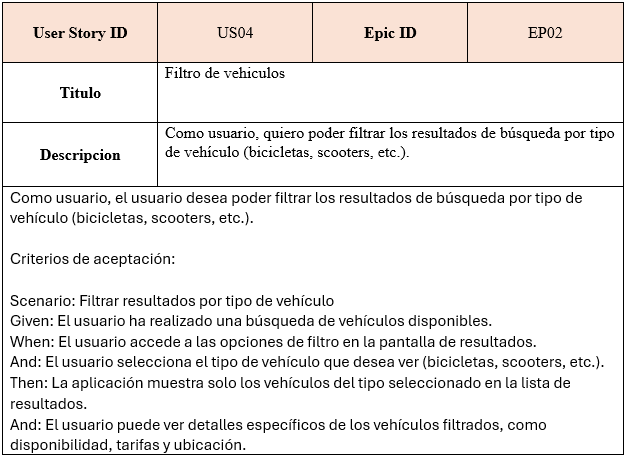 User Story ID US04 Epic ID EP02
Titulo Filtro de vehiculos
Descripcion Como usuario, quiero poder filtrar los resultados de búsqueda por tipo
de vehículo (bicicletas, scooters, etc.).
Como usuario, el usuario desea poder filtrar los resultados de búsqueda por tipo de
vehículo (bicicletas, scooters, etc.).
Criterios de aceptación:
Scenario: Filtrar resultados por tipo de vehículo
Given: El usuario ha realizado una búsqueda de vehículos disponibles.
When: El usuario accede a las opciones de filtro en la pantalla de resultados.
And: El usuario selecciona el tipo de vehículo que desea ver (bicicletas, scooters, etc.).
Then: La aplicación muestra solo los vehículos del tipo seleccionado en la lista de
resultados.
And: El usuario puede ver detalles específicos de los vehículos filtrados, como
disponibilidad, tarifas y ubicación.